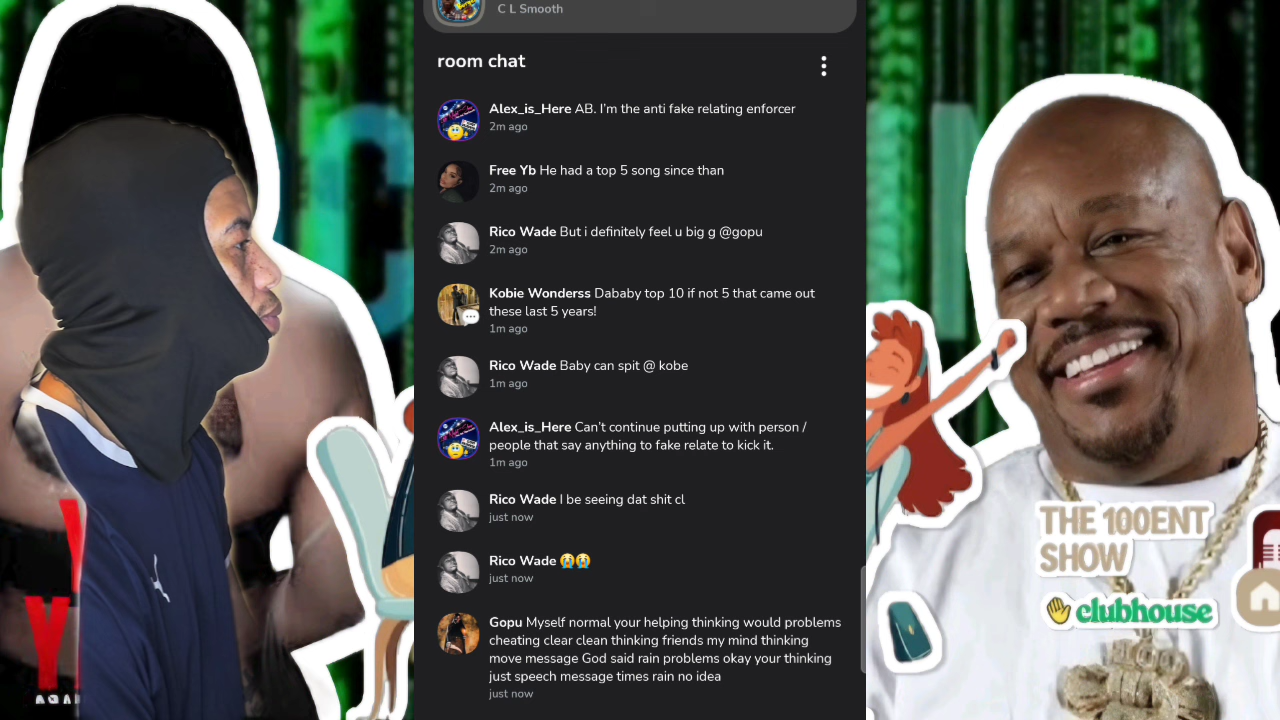 C L Smooth
room chat
Alex_is_Here AB. I'm the anti fake relating enforcer
2m ago
Free Yb He had a top 5 song since than
2m ago
Rico Wade But i definitely feel u big g @gopu
2m ago
Kobie Wonderss Dababy top 10 if not 5 that came out
these last 5 years!
1m ago
Rico Wade Baby can spit @ kobe
1m ago
Alex_is_Here Can't continue putting up with person /
people that say anything to fake relate to kick it.
1m ago
Rico Wade I be seeing dat shit cl
just now
Rico Wade 😭😭
just now
Gopu Myself normal your helping thinking would problems
cheating clear clean thinking friends my mind thinking
move message God said rain problems okay your thinking
just speech message times rain no idea
just now
THE 100ENT
SHOW
👋 clubhouse